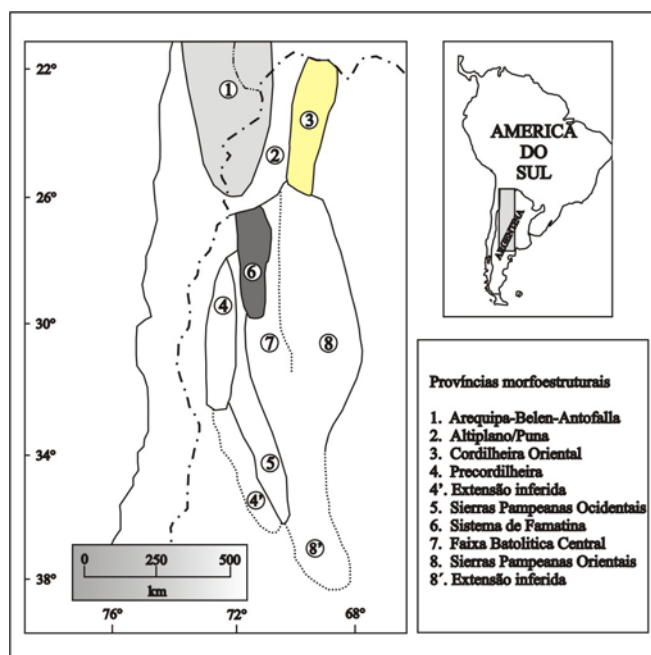 22°
26°
30°
34°
38°
76°
72°
68°
1
2
3
4
5
6
7
8
4'
8'
0 250 500
km
AMERICÃ
DO
SUL
ARGENTINA
Províncias morfoestruturais
1. Arequipa-Belen-Antofalla
2. Altiplano/Puna
3. Cordilheira Oriental
4. Precordilheira
4'. Extensão inferida
5. Sierras Pampeanas Ocidentais
6. Sistema de Famatina
7. Faixa Batolitica Central
8. Sierras Pampeanas Orientais
8´. Extensão inferida